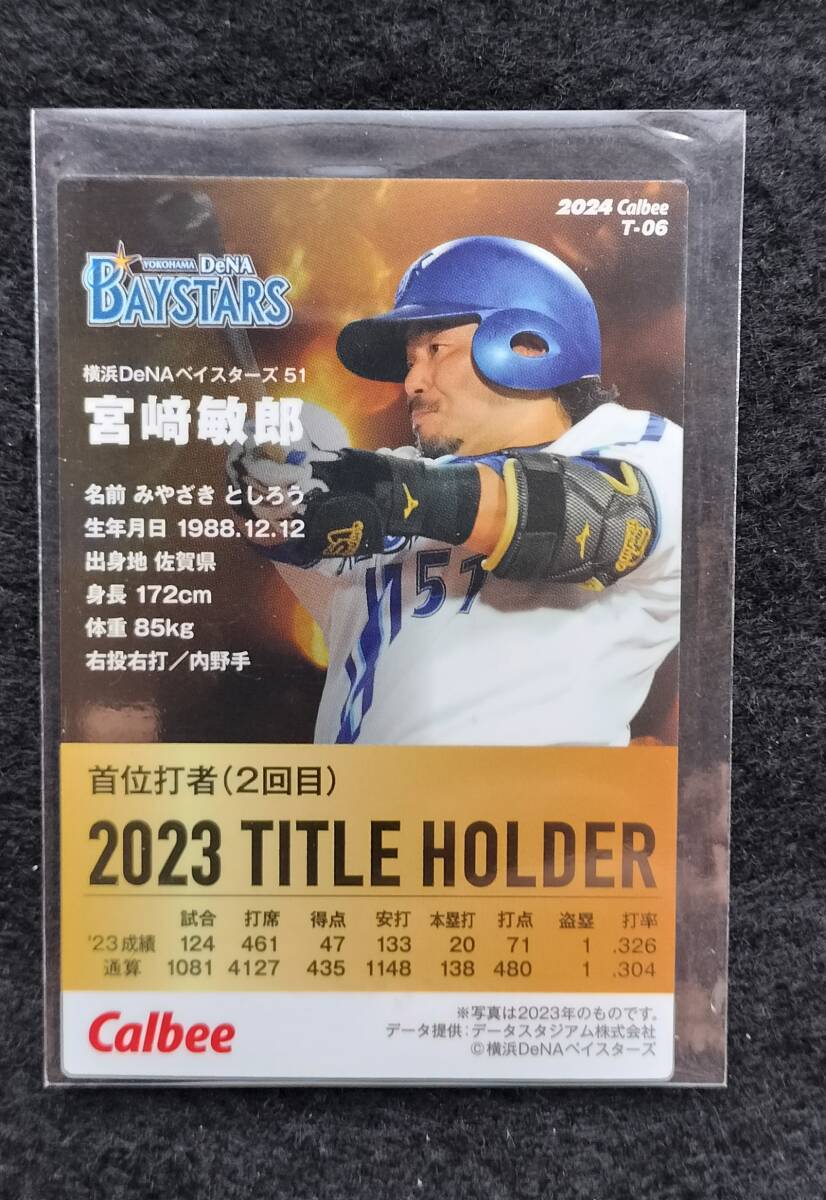 2024 Calbee
T-06
YOKOHAMA DeNA
BAYSTARS
横浜DeNAベイスターズ 51
宮﨑敏郎
名前 みやざき としろう
生年月日 1988.12.12
出身地 佐賀県
身長 172cm
体重 85kg
右投右打／内野手
51
首位打者(2回目)
2023 TITLE HOLDER
試合 打席 得点 安打 本塁打 打点 盗塁 打率
'23成績 124 461 47 133 20 71 1 .326
通算 1081 4127 435 1148 138 480 1 .304
Calbee
※写真は2023年のものです。
データ提供:データスタジアム株式会社
©横浜DeNAベイスターズ